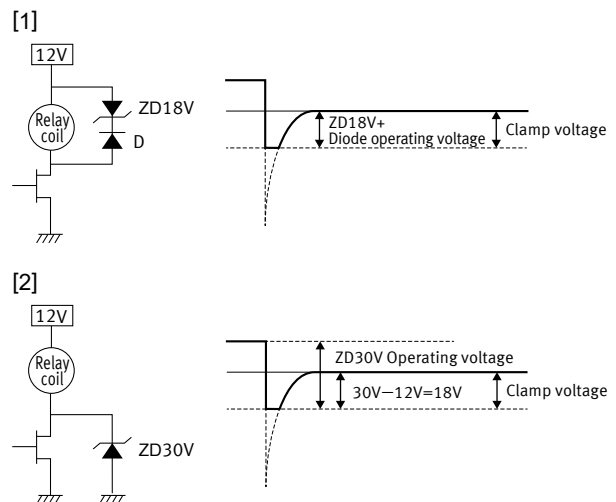 [1]
12V
Relay
coil
ZD18V
D
ZD18V+
Diode operating voltage
Clamp voltage
[2]
12V
Relay
coil
ZD30V
ZD30V Operating voltage
30V−12V=18V
Clamp voltage